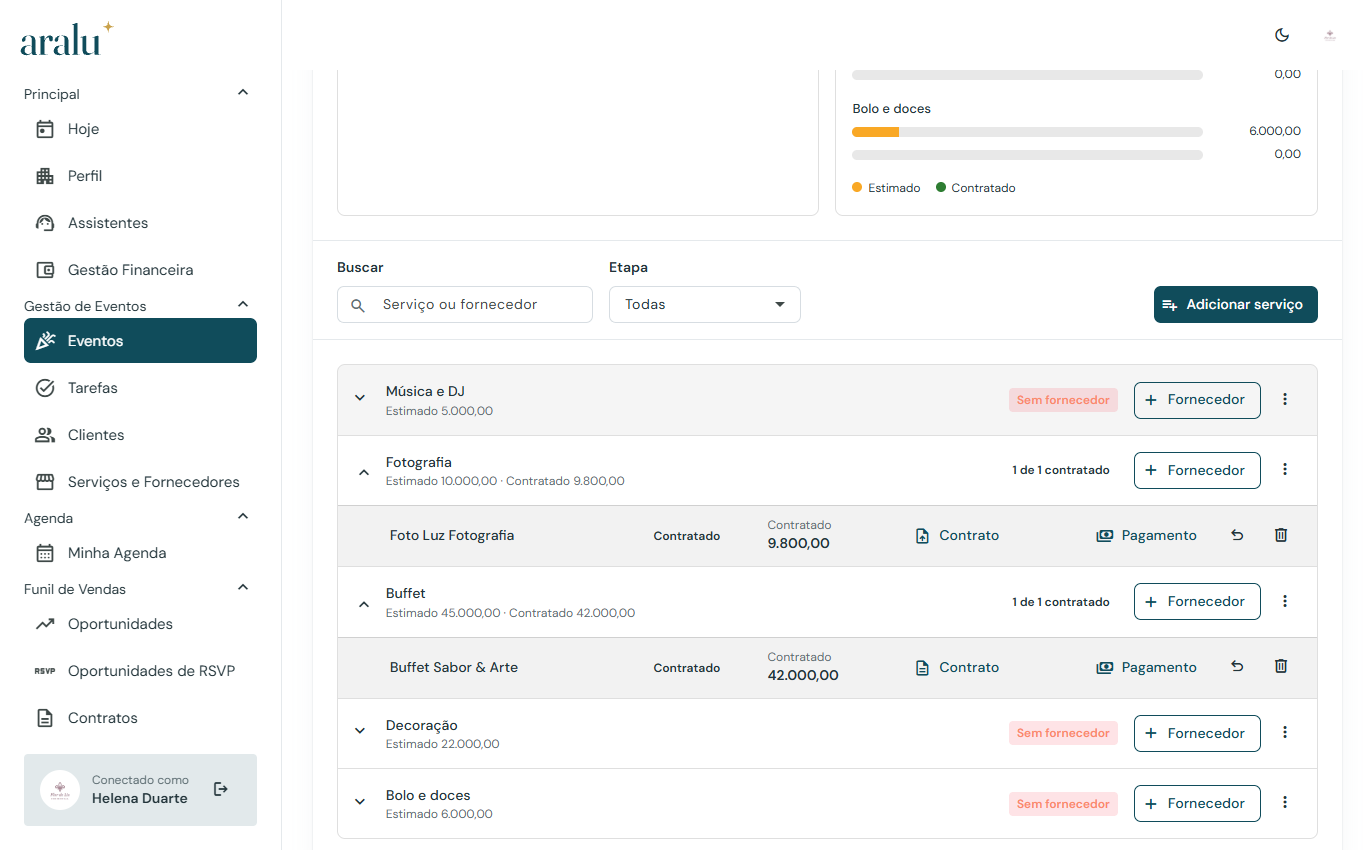 aralu
Principal
Hoje
Perfil
Assistentes
Gestão Financeira
Gestão de Eventos
Eventos
Tarefas
Clientes
Serviços e Fornecedores
Agenda
Minha Agenda
Funil de Vendas
Oportunidades
RSVP Oportunidades de RSVP
Contratos
Conectado como
Helena Duarte
0,00
Bolo e doces
6.000,00
0,00
Estimado Contratado
Buscar Etapa
Serviço ou fornecedor Todas Adicionar serviço
Música e DJ
Estimado 5.000,00
Sem fornecedor + Fornecedor
Fotografia
Estimado 10.000,00 · Contratado 9.800,00
1 de 1 contratado + Fornecedor
Foto Luz Fotografia Contratado
Contratado
9.800,00
Contrato Pagamento
Buffet
Estimado 45.000,00 · Contratado 42.000,00
1 de 1 contratado + Fornecedor
Buffet Sabor & Arte Contratado
Contratado
42.000,00
Contrato Pagamento
Decoração
Estimado 22.000,00
Sem fornecedor + Fornecedor
Bolo e doces
Estimado 6.000,00
Sem fornecedor + Fornecedor